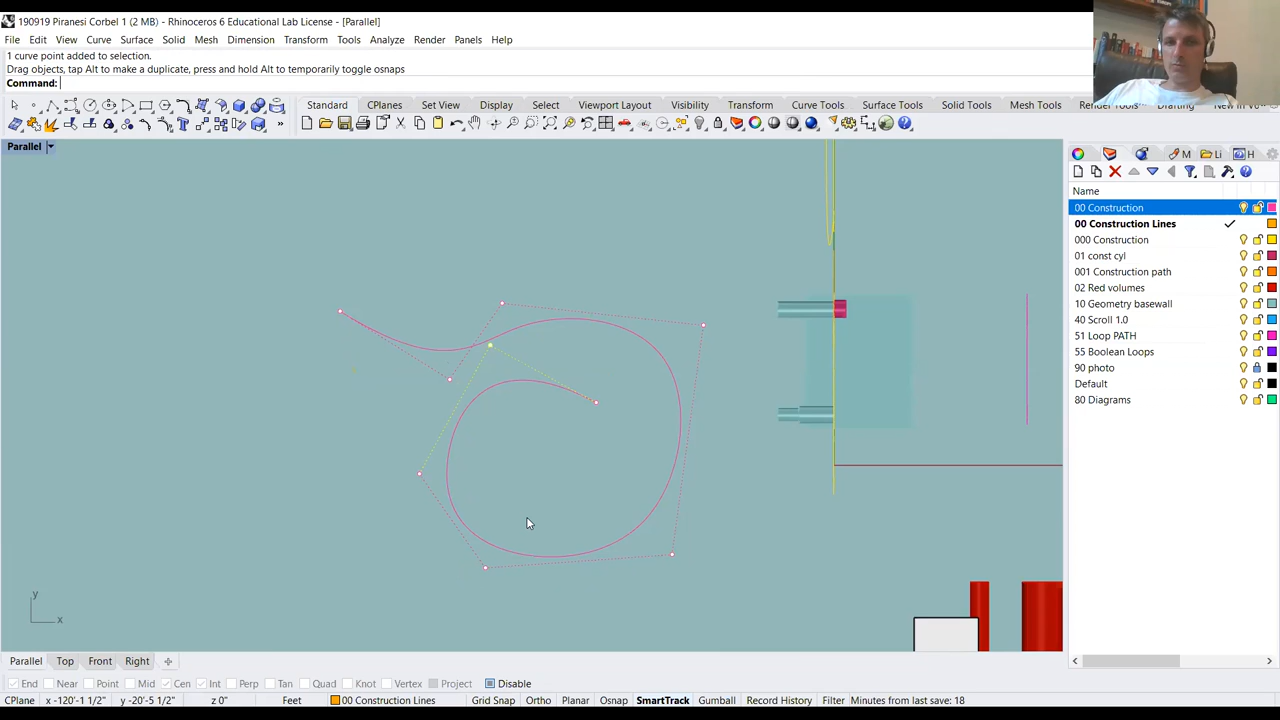 190919 Piranesi Corbel 1 (2 MB) - Rhinoceros 6 Educational Lab License - [Parallel]
File Edit View Curve Surface Solid Mesh Dimension Transform Tools Analyze Render Panels Help
1 curve point added to selection.
Drag objects, tap Alt to make a duplicate, press and hold Alt to temporarily toggle osnaps
Command:
Standard CPlanes Set View Display Select Viewport Layout Visibility Transform Curve Tools Surface Tools Solid Tools Mesh Tools Render Tools Drafting New in V
Parallel
M Li H
Name
00 Construction
00 Construction Lines
000 Construction
01 const cyl
001 Construction path
02 Red volumes
10 Geometry basewall
40 Scroll 1.0
51 Loop PATH
55 Boolean Loops
90 photo
Default
80 Diagrams
y
x
Parallel Top Front Right
End Near Point Mid Cen Int Perp Tan Quad Knot Vertex Project Disable
CPlane x -120'-1 1/2" y -20'-5 1/2" z 0" Feet 00 Construction Lines Grid Snap Ortho Planar Osnap SmartTrack Gumball Record History Filter Minutes from last save: 18